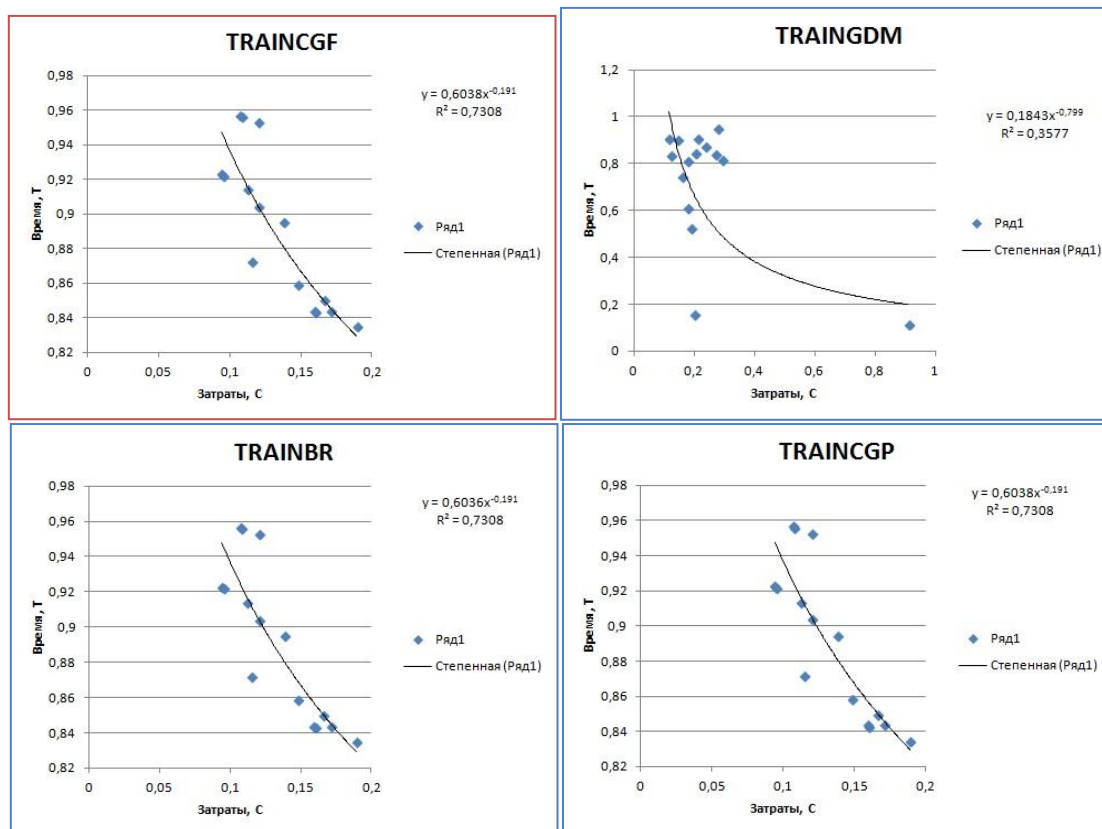 TRAINCGF
0,98
0,96
0,94
0,92
0,9
0,88
0,86
0,84
0,82
0
0,05
0,1
0,15
0,2
Время, Т
Затраты, С
y = 0,6038x^-0,191
R² = 0,7308
Ряд1
Степенная (Ряд1)
TRAINGDM
1,2
1
0,8
0,6
0,4
0,2
0
0
0,2
0,4
0,6
0,8
1
Время, Т
Затраты, С
y = 0,1843x^-0,799
R² = 0,3577
Ряд1
Степенная (Ряд1)
TRAINBR
0,98
0,96
0,94
0,92
0,9
0,88
0,86
0,84
0,82
0
0,05
0,1
0,15
0,2
Время, Т
Затраты, С
y = 0,6036x^-0,191
R² = 0,7308
Ряд1
Степенная (Ряд1)
TRAINCGP
0,98
0,96
0,94
0,92
0,9
0,88
0,86
0,84
0,82
0
0,05
0,1
0,15
0,2
Время, Т
Затраты, С
y = 0,6038x^-0,191
R² = 0,7308
Ряд1
Степенная (Ряд1)